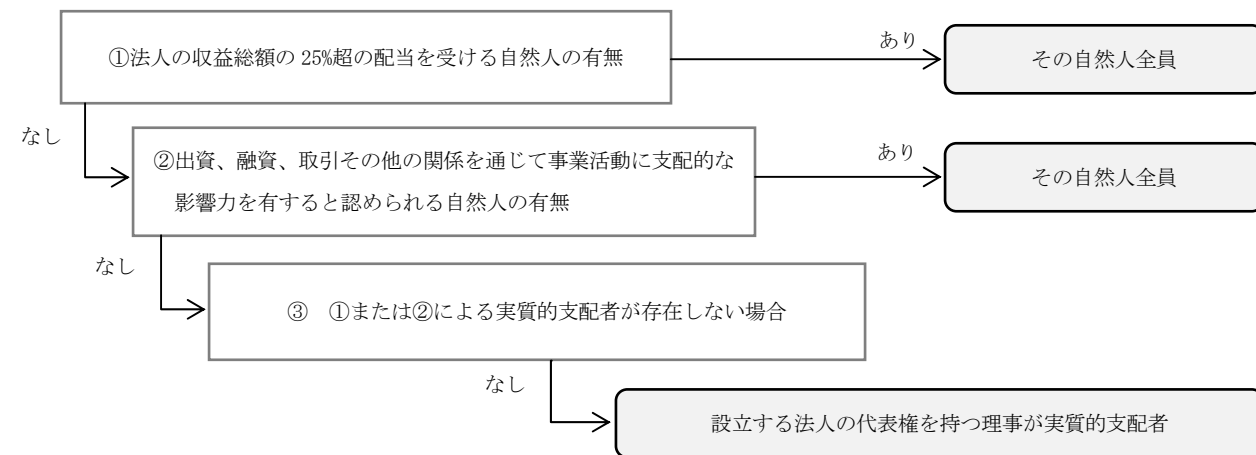 ①法人の収益総額の 25%超の配当を受ける自然人の有無
あり
その自然人全員
なし
②出資、融資、取引その他の関係を通じて事業活動に支配的な
影響力を有すると認められる自然人の有無
あり
その自然人全員
なし
③　①または②による実質的支配者が存在しない場合
なし
設立する法人の代表権を持つ理事が実質的支配者